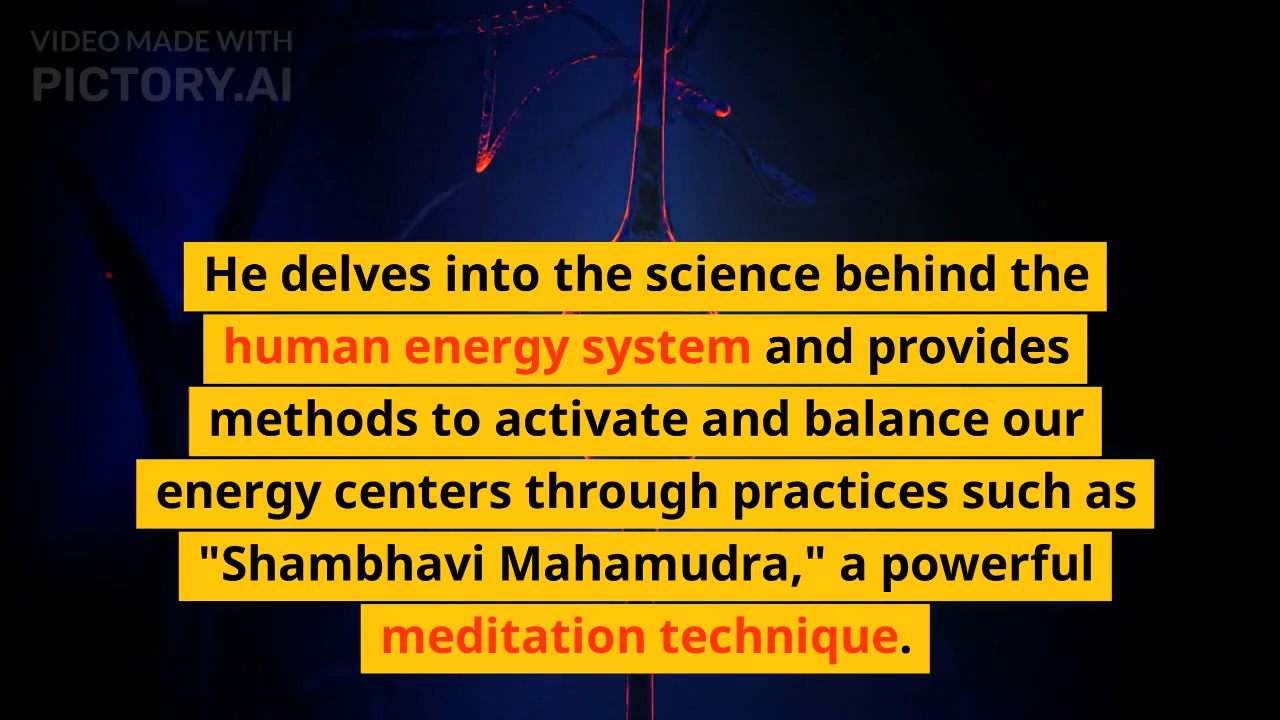 VIDEO MADE WITH
PICTORY.AI
He delves into the science behind the
human energy system and provides
methods to activate and balance our
energy centers through practices such as
"Shambhavi Mahamudra," a powerful
meditation technique.